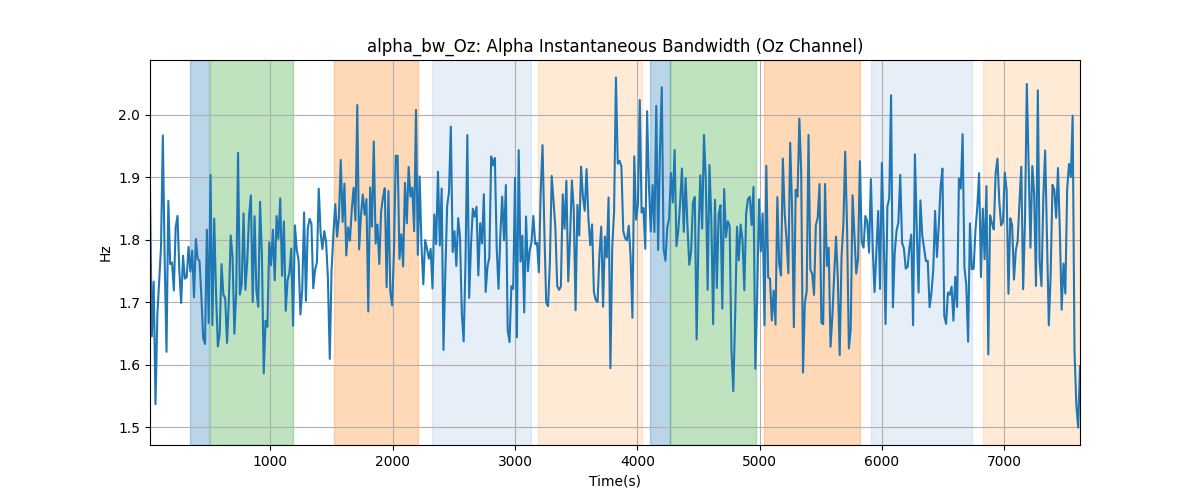 alpha_bw_Oz: Alpha Instantaneous Bandwidth (Oz Channel)
Hz
2.0
1.9
1.8
1.7
1.6
1.5
1000 2000 3000 4000 5000 6000 7000
Time(s)